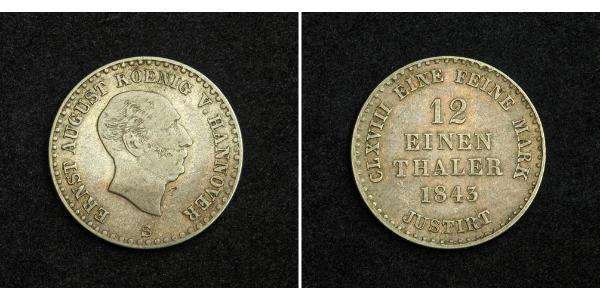 ERNST AUGUST KOENIG V. HANNOVER
S
CLXVIII EINE FEINE MARK
12
EINEN
THALER
1843
JUSTIRT